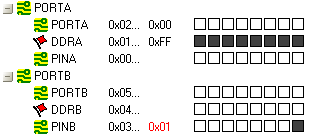 PORTA
PORTA 0x02... 0x00
DDRA 0x01... 0xFF
PINA 0x00...
PORTB
PORTB 0x05...
DDRB 0x04...
PINB 0x03... 0x01